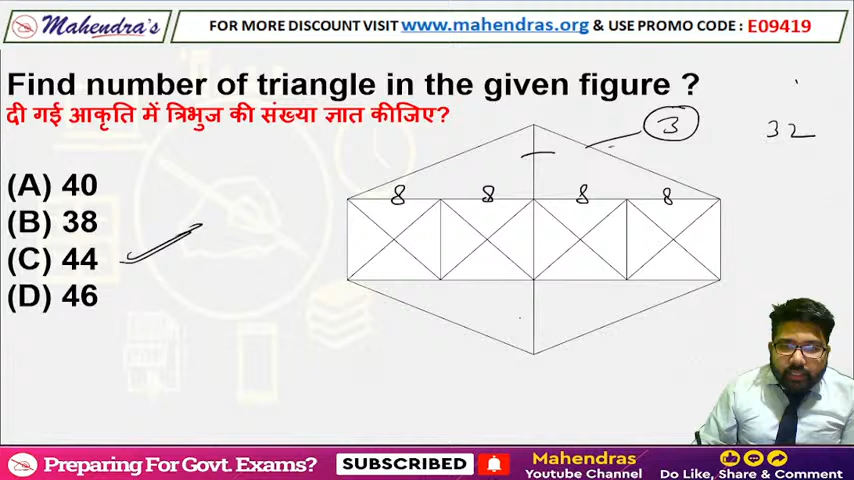 Mahendra's
FOR MORE DISCOUNT VISIT www.mahendras.org & USE PROMO CODE : E09419
Find number of triangle in the given figure ?
दी गई आकृति में त्रिभुज की संख्या ज्ञात कीजिए?
3
32
8 8 8 8
(A) 40
(B) 38
(C) 44
(D) 46
Preparing For Govt. Exams?
SUBSCRIBED
Mahendras
Youtube Channel
Do Like, Share & Comment